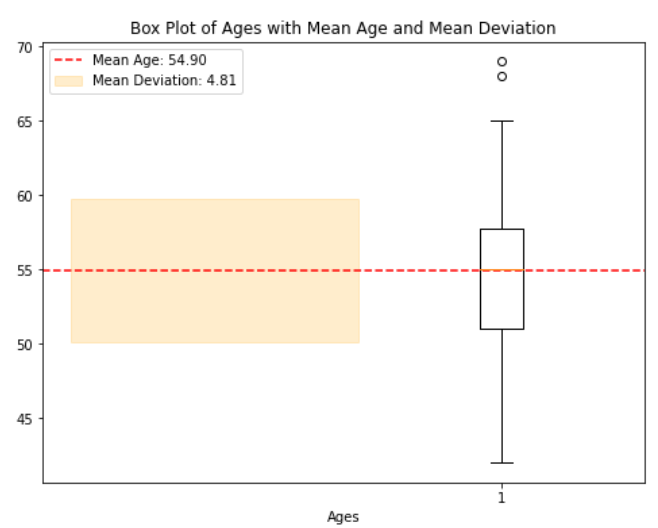 Box Plot of Ages with Mean Age and Mean Deviation
70
Mean Age: 54.90
Mean Deviation: 4.81
65
60
55
50
45
1
Ages